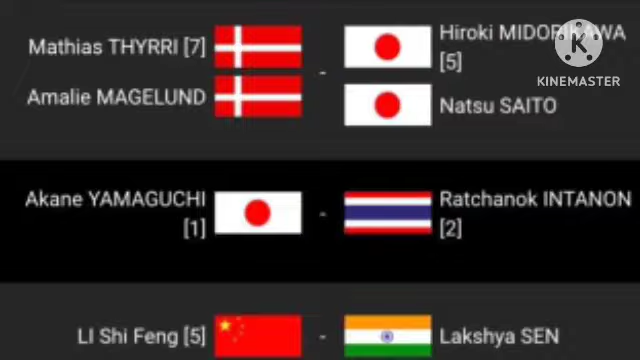 Mathias THYRRI [7]
Amalie MAGELUND
-
Hiroki MIDORIKAWA
[5]
Natsu SAITO
K
KINEMASTER
Akane YAMAGUCHI
[1]
-
Ratchanok INTANON
[2]
LI Shi Feng [5]
-
Lakshya SEN